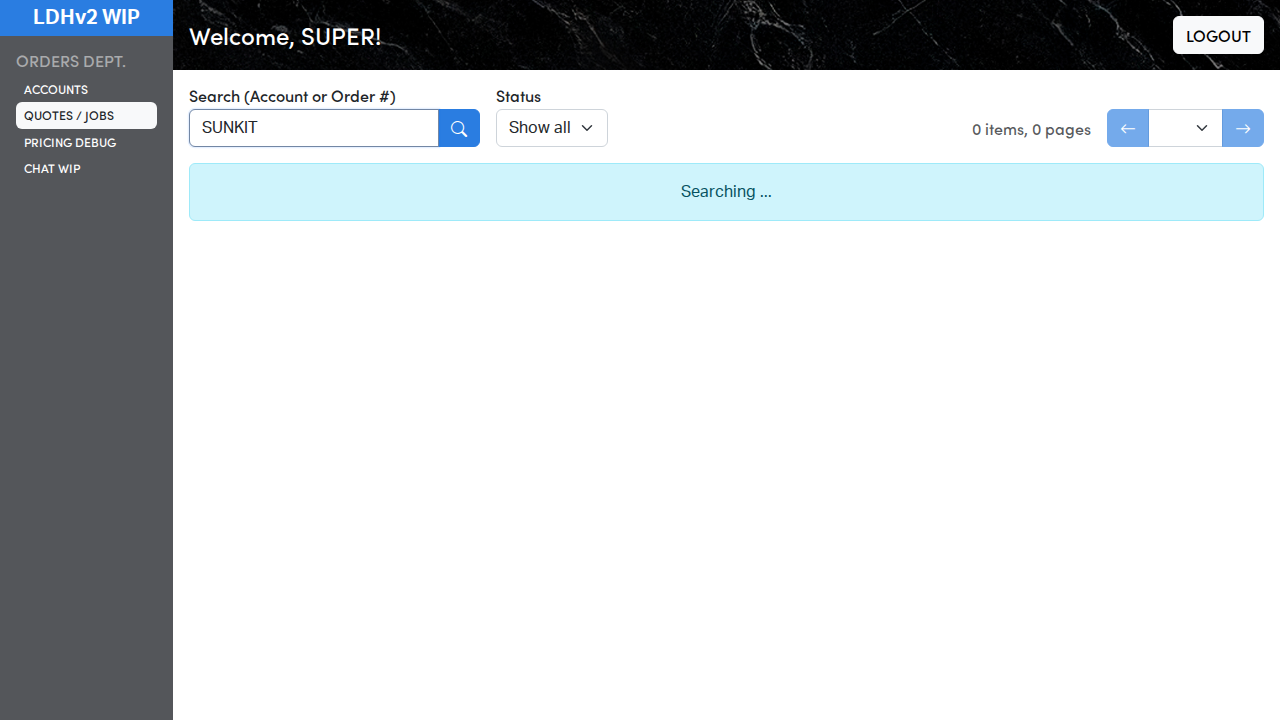 LDHv2 WIP
ORDERS DEPT.
ACCOUNTS
QUOTES / JOBS
PRICING DEBUG
CHAT WIP
Welcome, SUPER!
LOGOUT
Search (Account or Order #)
SUNKIT
Status
Show all
0 items, 0 pages
Searching ...